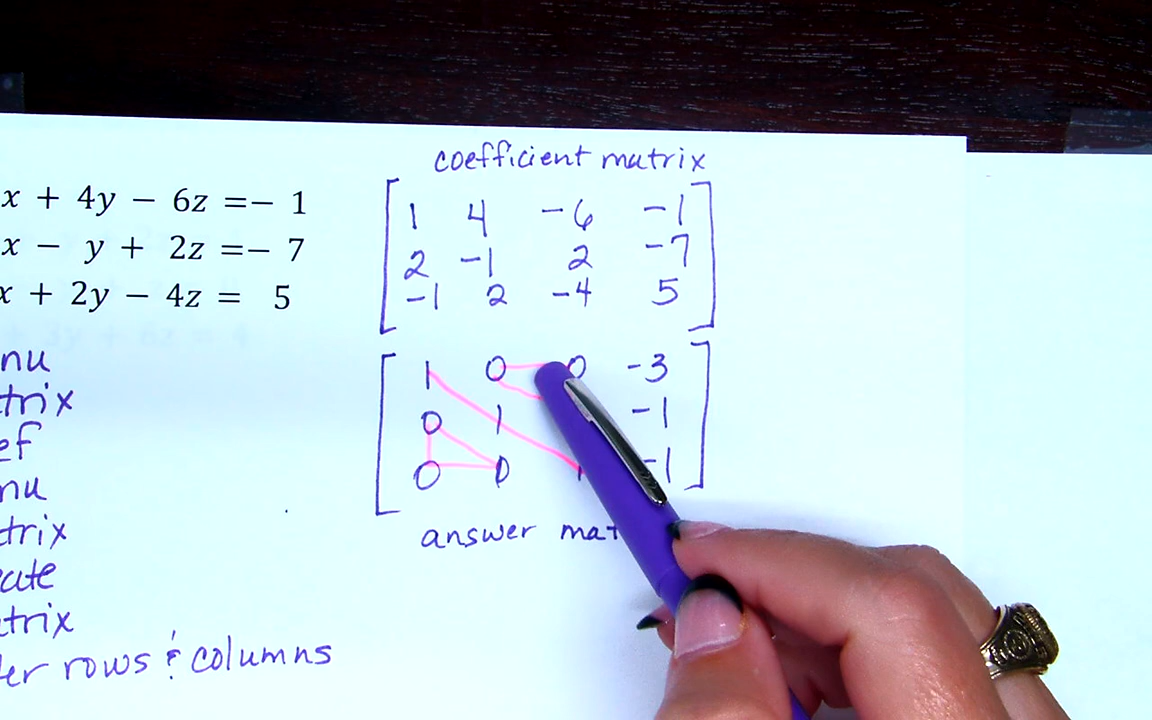 coefficient matrix
x + 4y − 6z =− 1
x − y + 2z =− 7
x + 2y − 4z = 5
1 4 -6 -1
2 -1 2 -7
-1 2 -4 5
nu
trix
ef
nu
trix
ate
trix
er rows & columns
1 0 0 -3
0 1 -1
0 0 1 -1
answer mat